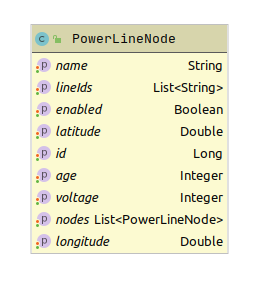 C PowerLineNode
p name String
p lineIds List<String>
p enabled Boolean
p latitude Double
p id Long
p age Integer
p voltage Integer
p nodes List<PowerLineNode>
p longitude Double